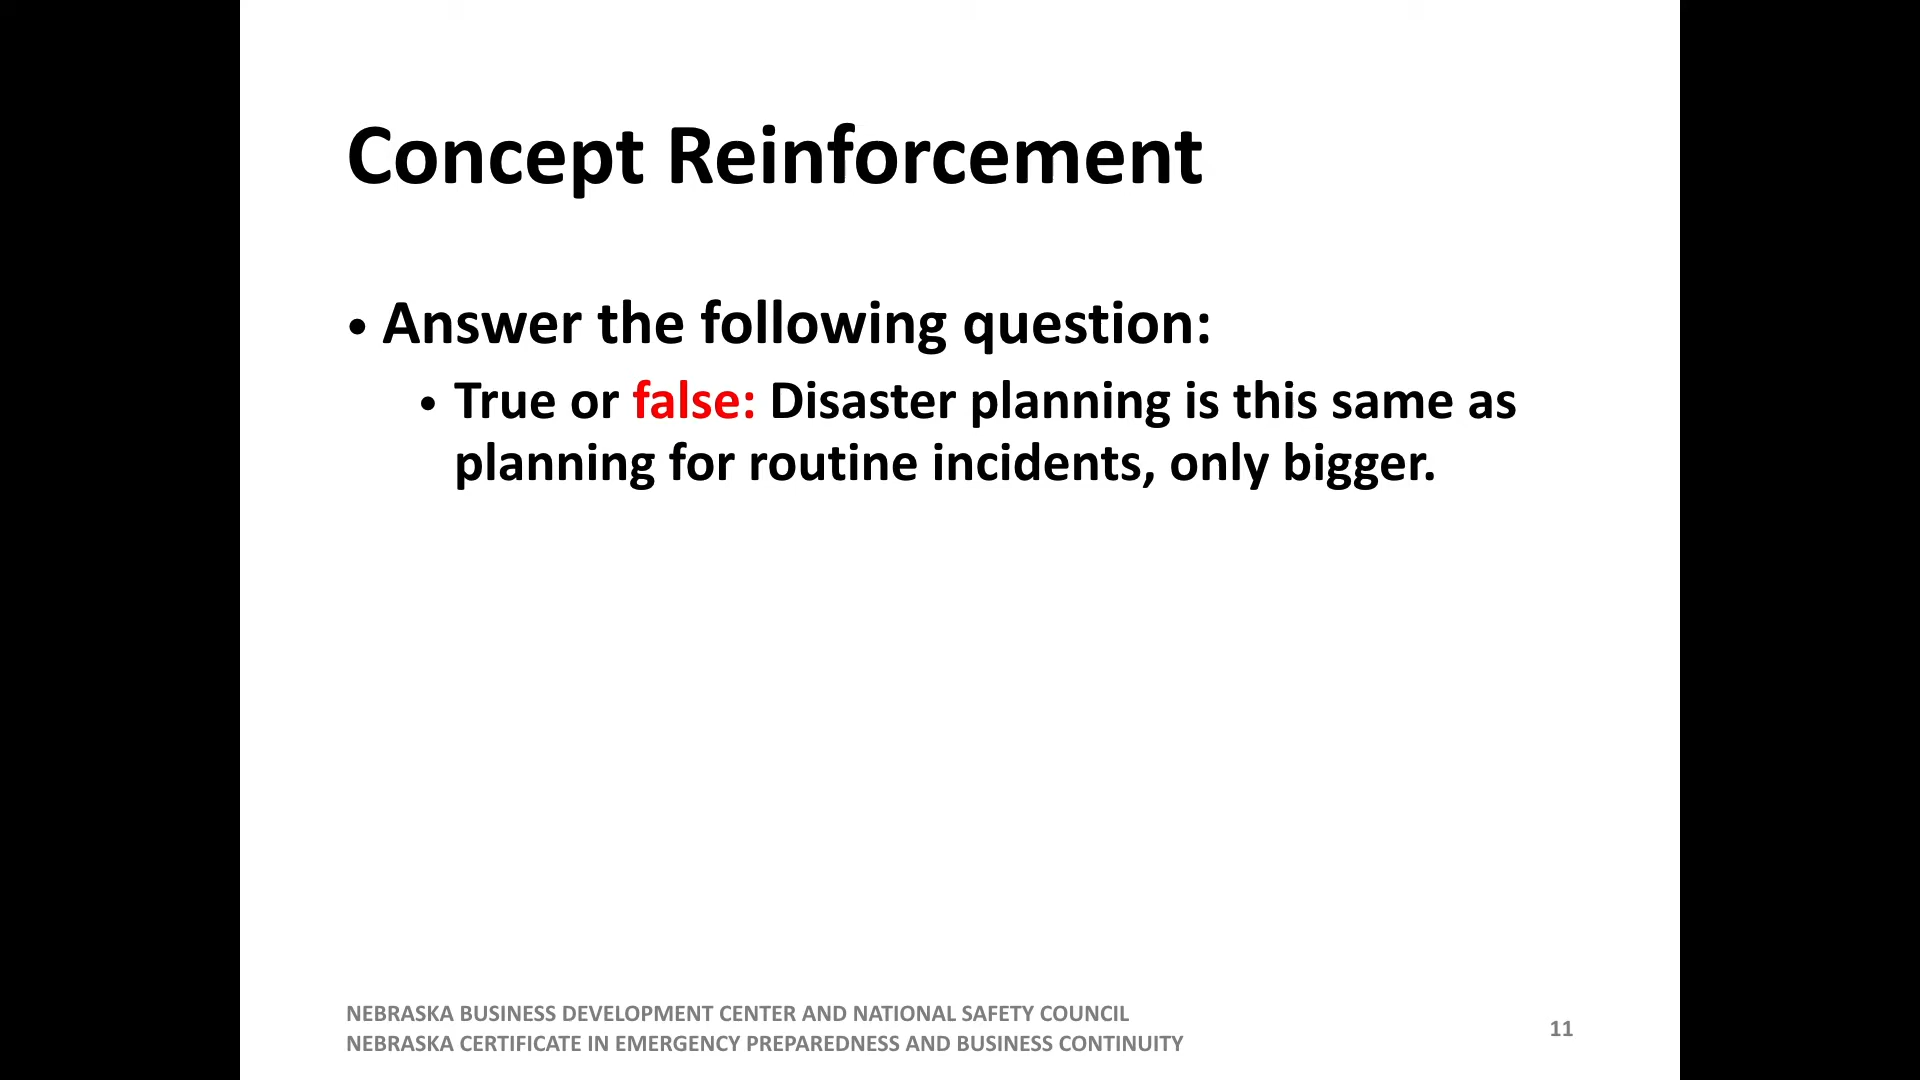 Concept Reinforcement
• Answer the following question:
• True or false: Disaster planning is this same as
planning for routine incidents, only bigger.
NEBRASKA BUSINESS DEVELOPMENT CENTER AND NATIONAL SAFETY COUNCIL
NEBRASKA CERTIFICATE IN EMERGENCY PREPAREDNESS AND BUSINESS CONTINUITY
11